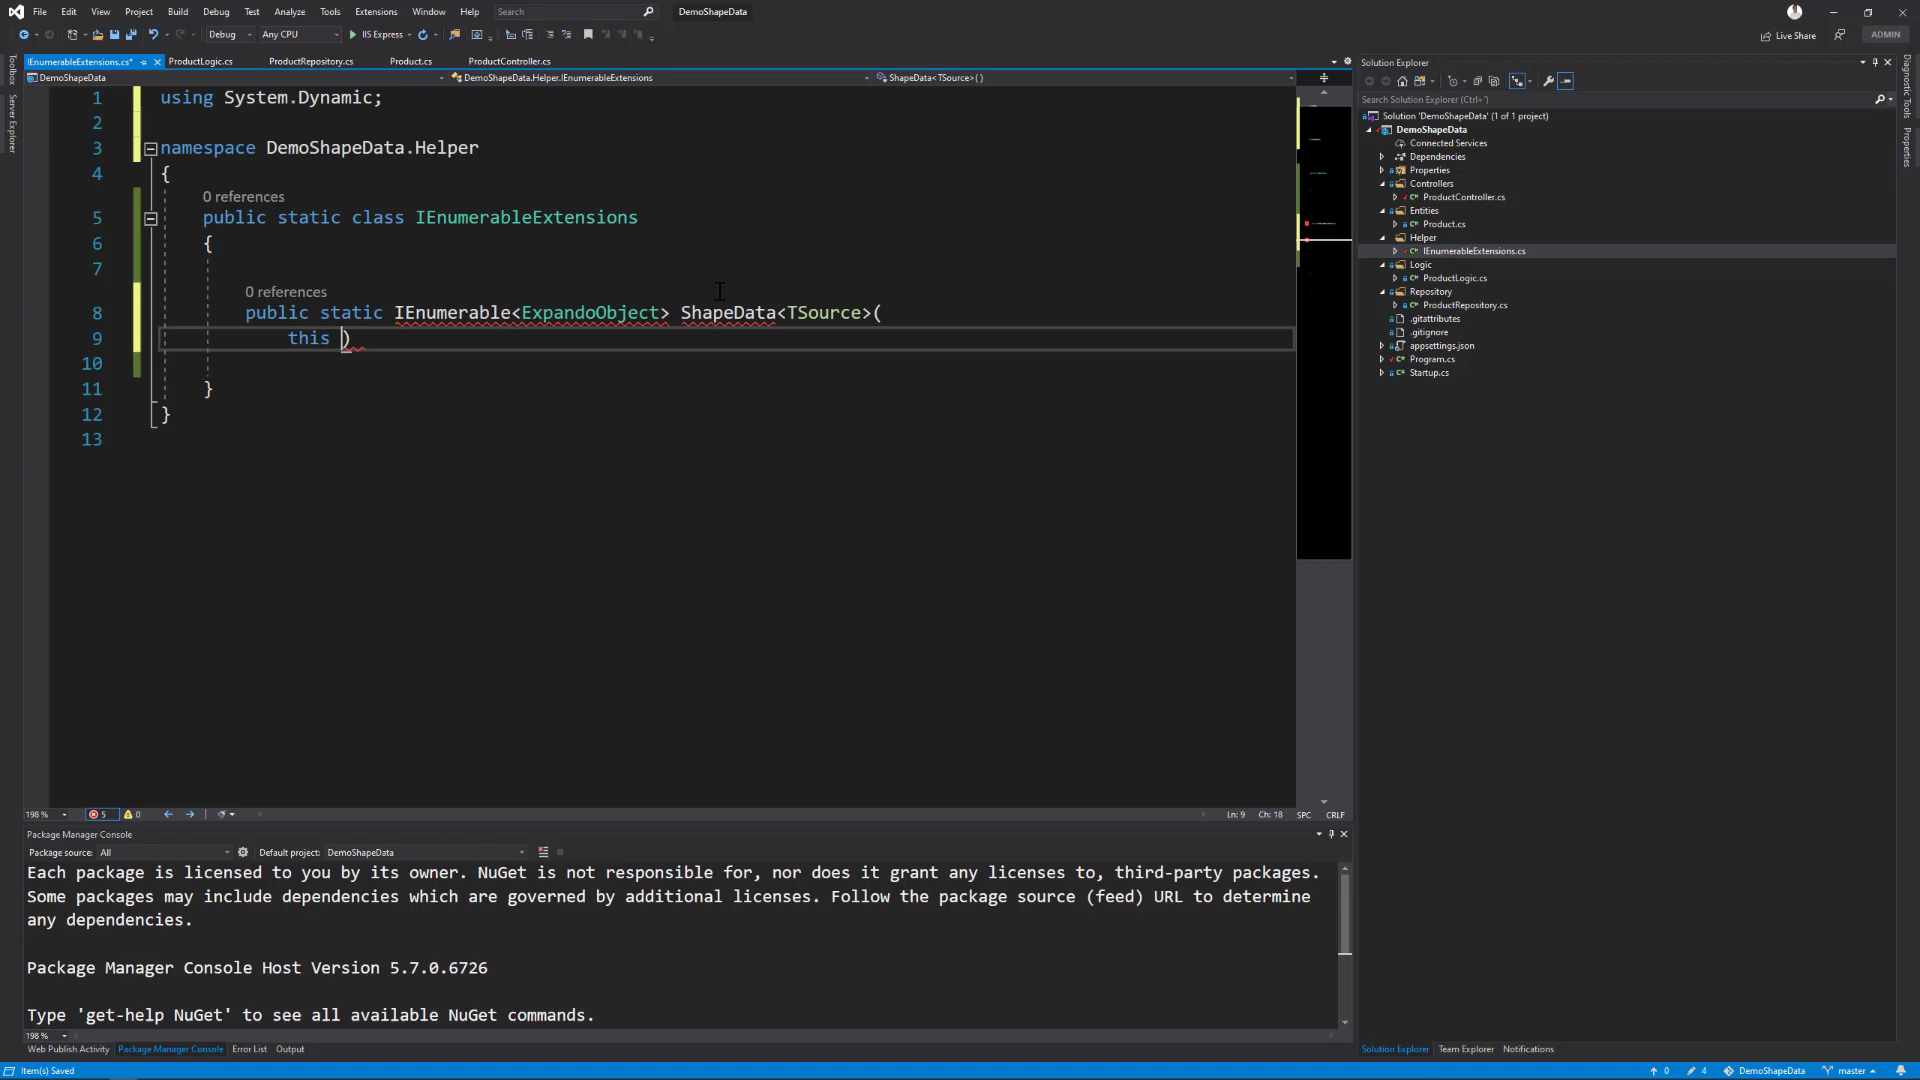 File Edit View Project Build Debug Test Analyze Tools Extensions Window Help Search DemoShapeData
Debug Any CPU IIS Express Live Share ADMIN
IEnumerableExtensions.cs* ProductLogic.cs ProductRepository.cs Product.cs ProductController.cs
DemoShapeData DemoShapeData.Helper.IEnumerableExtensions ShapeData<TSource>()
Toolbox
Server Explorer
1 using System.Dynamic;
2
3 namespace DemoShapeData.Helper
4 {
0 references
5 public static class IEnumerableExtensions
6 {
7
0 references
8 public static IEnumerable<ExpandoObject> ShapeData<TSource>(
9 this )
10
11 }
12 }
13
198 % 5 0 Ln: 9 Ch: 18 SPC CRLF
Package Manager Console
Package source: All Default project: DemoShapeData
Each package is licensed to you by its owner. NuGet is not responsible for, nor does it grant any licenses to, third-party packages.
Some packages may include dependencies which are governed by additional licenses. Follow the package source (feed) URL to determine
any dependencies.
Package Manager Console Host Version 5.7.0.6726
Type 'get-help NuGet' to see all available NuGet commands.
198 %
Web Publish Activity Package Manager Console Error List Output
Solution Explorer
Search Solution Explorer (Ctrl+')
Solution 'DemoShapeData' (1 of 1 project)
DemoShapeData
Connected Services
Dependencies
Properties
Controllers
ProductController.cs
Entities
Product.cs
Helper
IEnumerableExtensions.cs
Logic
ProductLogic.cs
Repository
ProductRepository.cs
.gitattributes
.gitignore
appsettings.json
Program.cs
Startup.cs
Solution Explorer Team Explorer Notifications
Diagnostic Tools
Properties
Item(s) Saved 0 4 DemoShapeData master